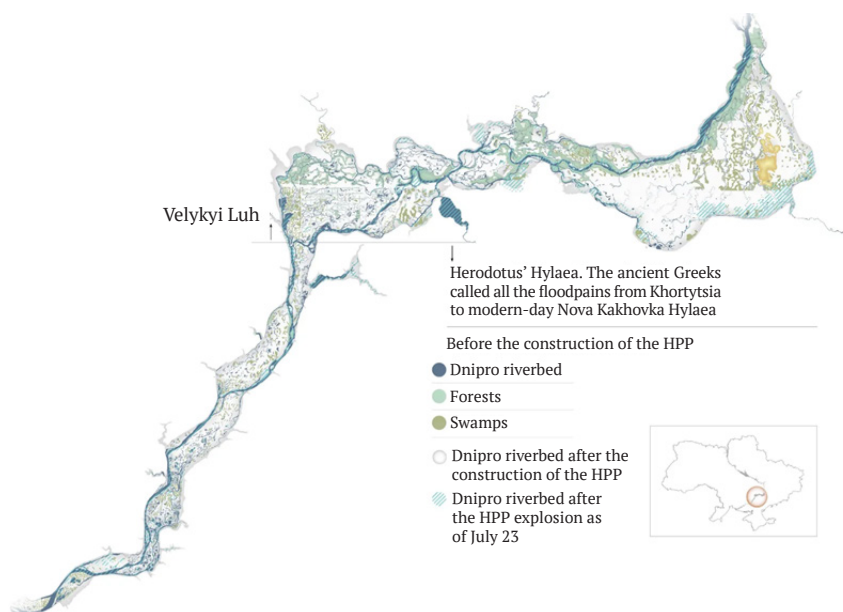 Velykyi Luh
Herodotus’ Hylaea. The ancient Greeks
called all the floodpains from Khortytsia
to modern-day Nova Kakhovka Hylaea
Before the construction of the HPP
Dnipro riverbed
Forests
Swamps
Dnipro riverbed after the
construction of the HPP
Dnipro riverbed after
the HPP explosion as
of July 23